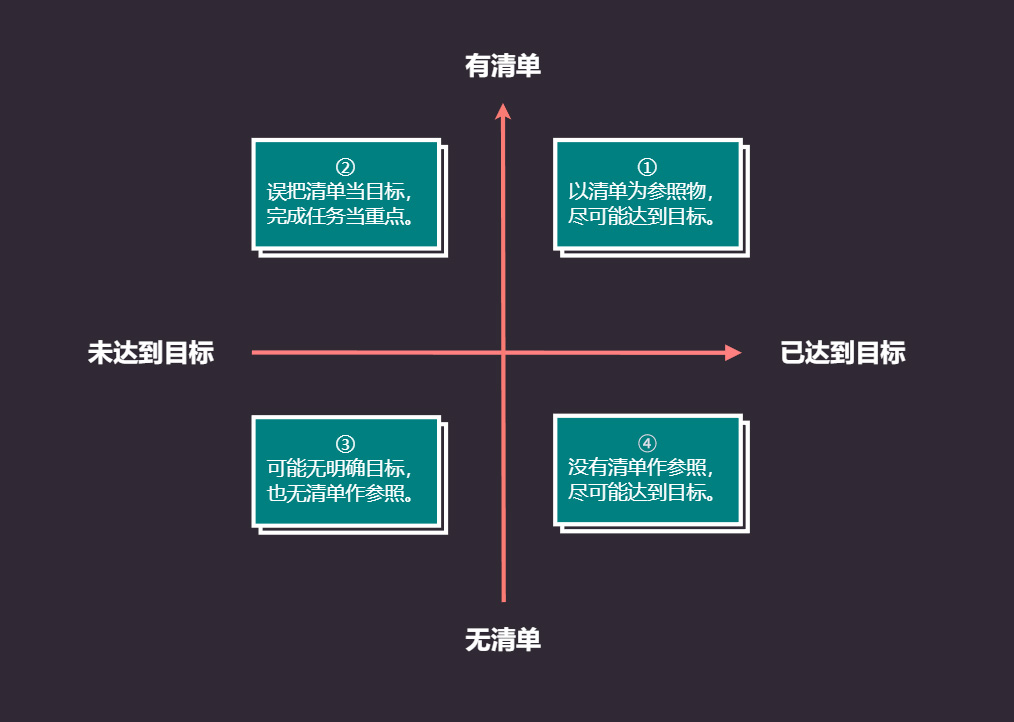 有清单
②
误把清单当目标，
完成任务当重点。
①
以清单为参照物，
尽可能达到目标。
未达到目标
已达到目标
③
可能无明确目标，
也无清单作参照。
④
没有清单作参照，
尽可能达到目标。
无清单